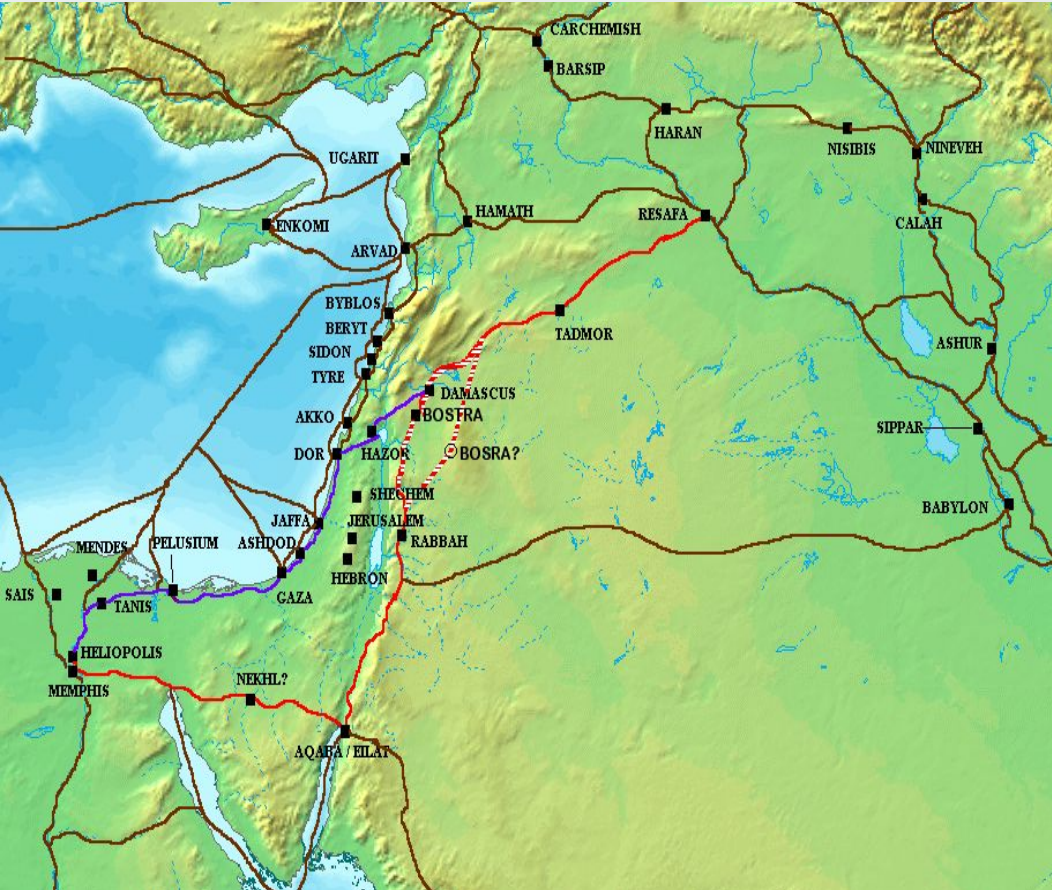 CARCHEMISH
BARSIP
HARAN
NISIBIS
NINEVEH
UGARIT
CALAH
HAMATH
RESAFA
ENKOMI
ARVAD
BYBLOS
BERYT
TADMOR
SIDON
ASHUR
TYRE
DAMASCUS
BOSTRA
AKKO
SIPPAR
DOR
HAZOR
BOSRA?
SHECHEM
BABYLON
JAFFA
JERUSALEM
MENDES
PELUSIUM
ASHDOD
RABBAH
HEBRON
SAIS
TANIS
GAZA
HELIOPOLIS
NEKHL?
MEMPHIS
AQABA / EILAT